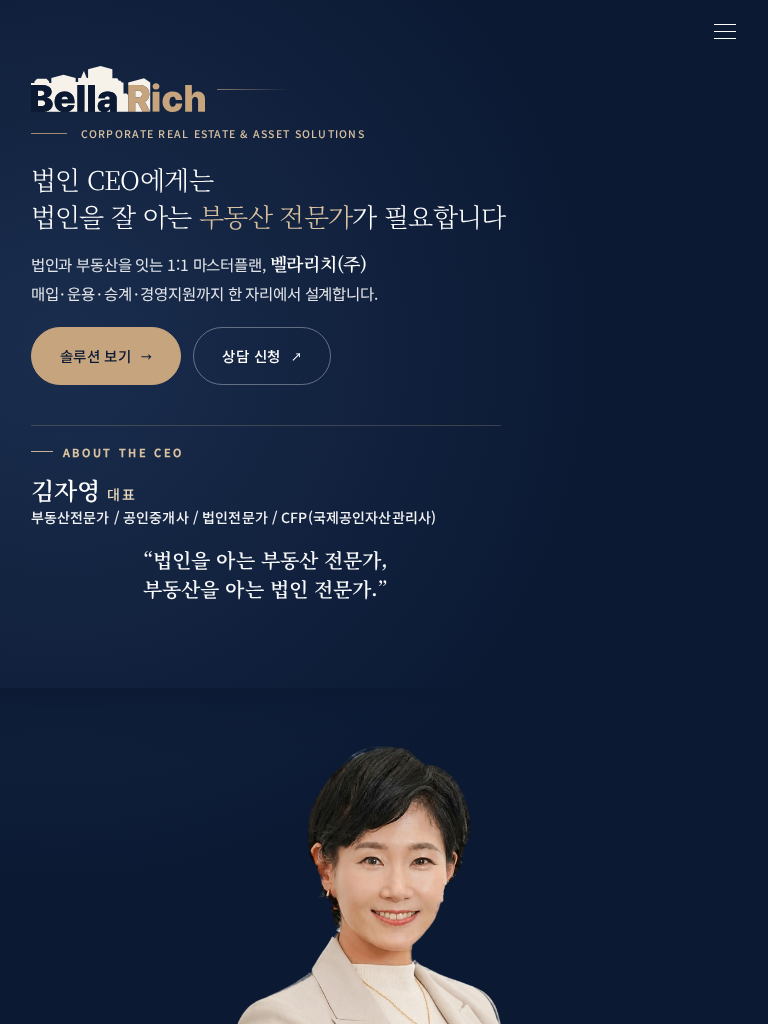 Bella Rich
CORPORATE REAL ESTATE & ASSET SOLUTIONS
법인 CEO에게는
법인을 잘 아는 부동산 전문가가 필요합니다
법인과 부동산을 잇는 1:1 마스터플랜, 벨라리치(주)
매입·운용·승계·경영지원까지 한 자리에서 설계합니다.
솔루션 보기 →
상담 신청 ↗
ABOUT THE CEO
김자영 대표
부동산전문가 / 공인중개사 / 법인전문가 / CFP(국제공인자산관리사)
“법인을 아는 부동산 전문가,
부동산을 아는 법인 전문가.”